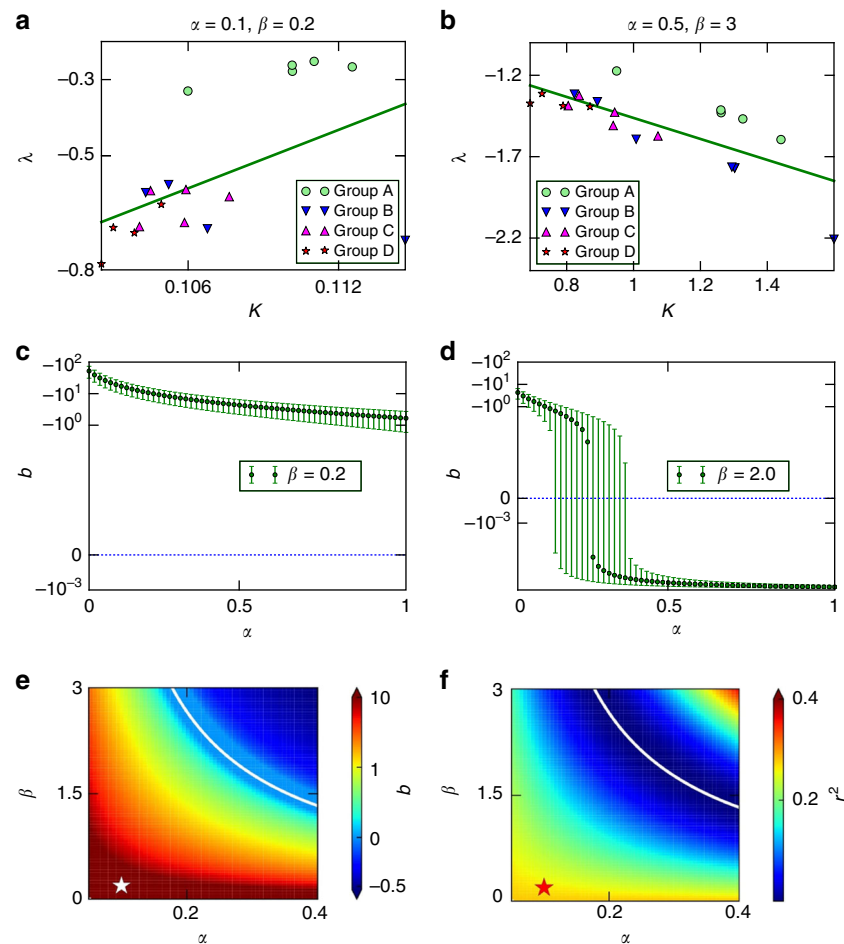 a
α = 0.1, β = 0.2
−0.3
−0.5
−0.8
λ
0.106
0.112
K
Group A
Group B
Group C
Group D
b
α = 0.5, β = 3
−1.2
−1.7
−2.2
λ
0.8
1
1.2
1.4
K
Group A
Group B
Group C
Group D
c
−10²
−10¹
−10⁰
0
−10⁻³
b
β = 0.2
0
0.5
1
α
d
−10²
−10¹
−10⁰
0
−10⁻³
b
β = 2.0
0
0.5
1
α
e
3
1.5
0
β
0.2
0.4
α
10
1
0
−0.5
b
f
3
1.5
0
β
0.2
0.4
α
0.4
0.2
r²